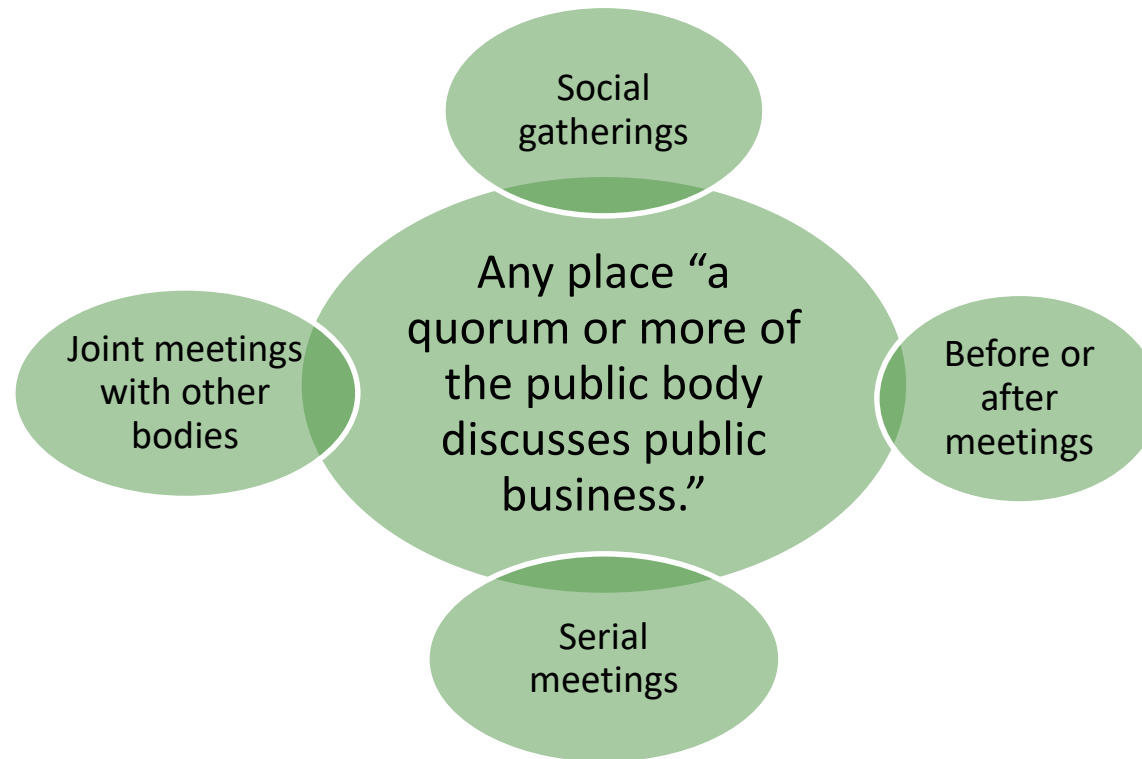 Social
gatherings
Any place “a
quorum or more of
the public body
discusses public
business.”
Joint meetings
with other
bodies
Before or
after
meetings
Serial
meetings